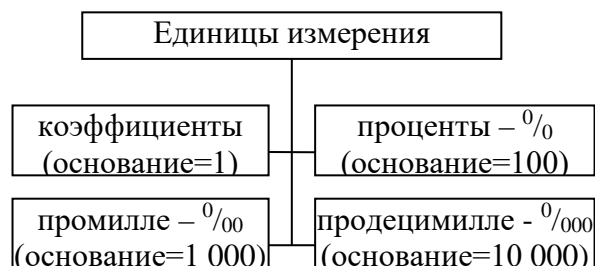 Единицы измерения
коэффициенты
(основание=1)
проценты – ⁰/₀
(основание=100)
промилле – ⁰/₀₀
(основание=1 000)
продецимилле - ⁰/₀₀₀
(основание=10 000)